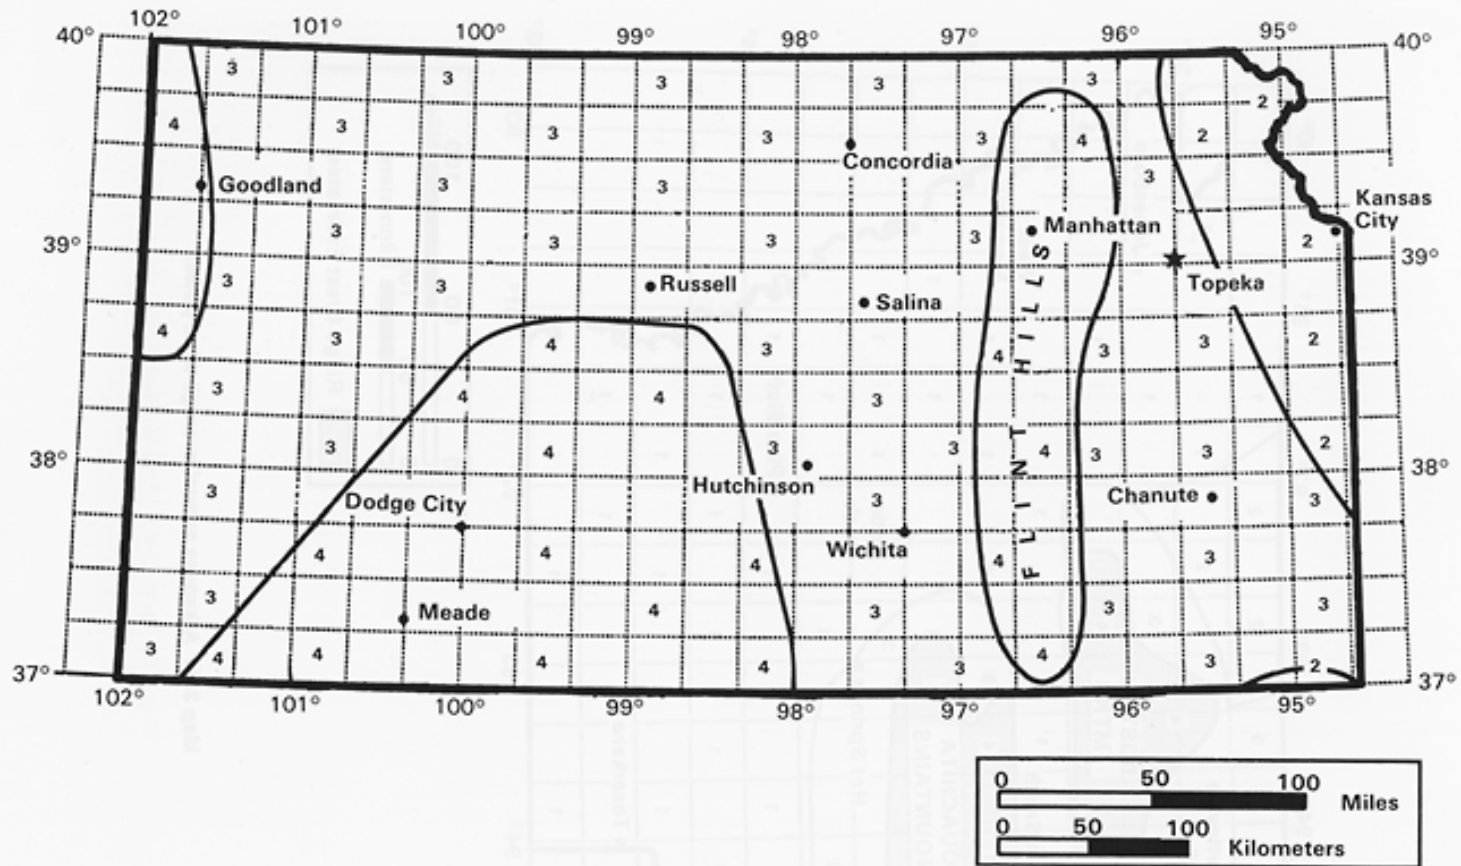 102° 101° 100° 99° 98° 97° 96° 95°
40° 40°
3 3 3 3 3 2
4 3 3 3 Concordia 3 4 2
Goodland 3 3 3 Kansas City
3 3 3 3 Manhattan 2
39° 39°
3 3 Russell Salina Topeka
4 3 4 3 4 3 3 2
FLINT HILLS
3 4 4 3
3 4 3 3 4 3 3 2
38° 38°
3 Hutchinson 3 Chanute 3
Dodge City
4 4 4 Wichita 4 3
3 Meade 4 3 3 3
3 4 4 4 4 3 4 3 2
37° 37°
102° 101° 100° 99° 98° 97° 96° 95°
0 50 100
Miles
0 50 100
Kilometers